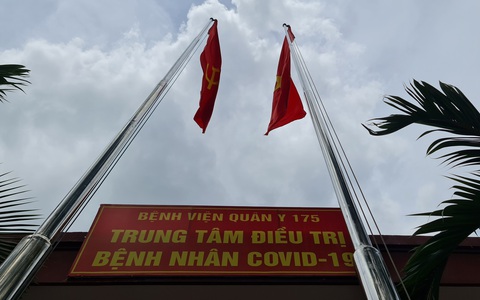 BỆNH VIỆN QUÂN Y 175
TRUNG TÂM ĐIỀU TRỊ
BỆNH NHÂN COVID-19